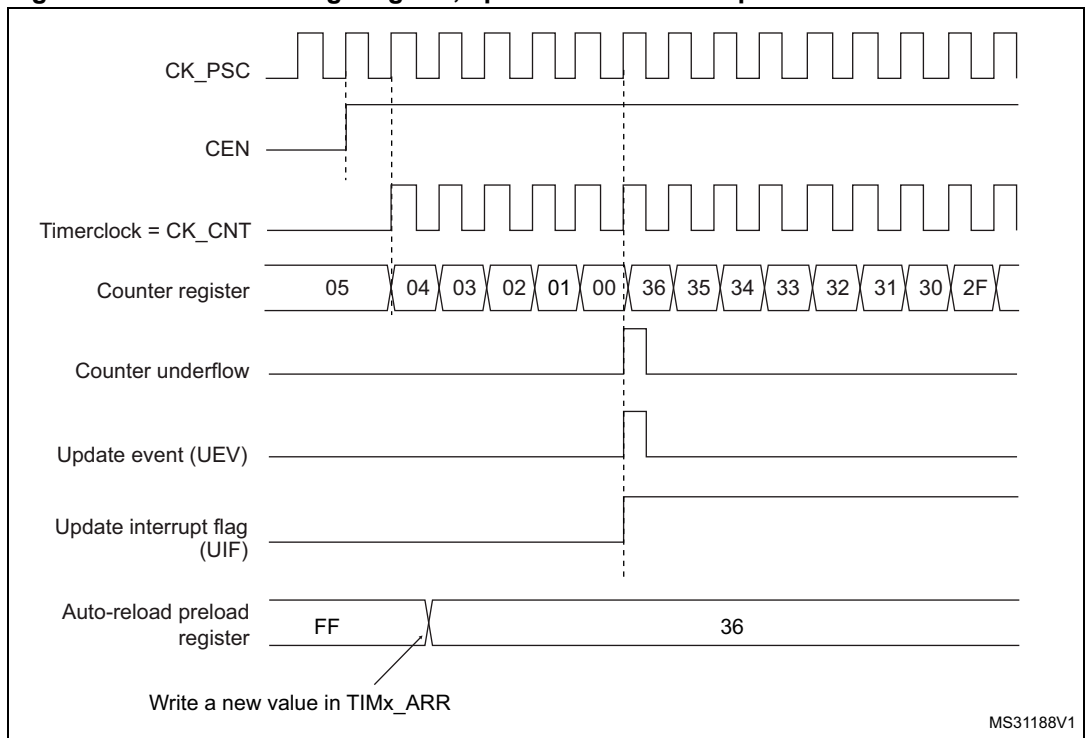 CK_PSC
CEN
Timerclock = CK_CNT
Counter register
05 04 03 02 01 00 36 35 34 33 32 31 30 2F
Counter underflow
Update event (UEV)
Update interrupt flag
(UIF)
Auto-reload preload
register
FF 36
Write a new value in TIMx_ARR
MS31188V1